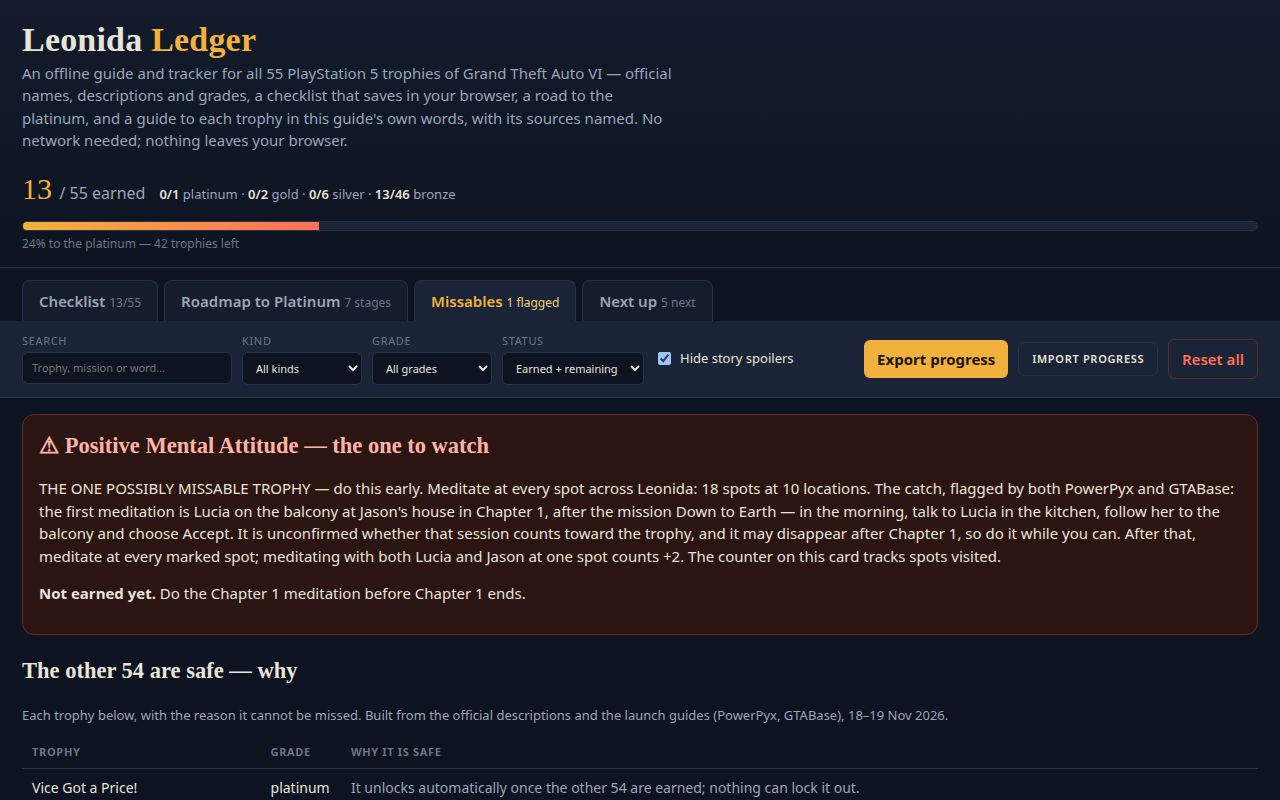 Leonida Ledger
An offline guide and tracker for all 55 PlayStation 5 trophies of Grand Theft Auto VI — official
names, descriptions and grades, a checklist that saves in your browser, a road to the
platinum, and a guide to each trophy in this guide's own words, with its sources named. No
network needed; nothing leaves your browser.
13 / 55 earned 0/1 platinum · 0/2 gold · 0/6 silver · 13/46 bronze
24% to the platinum — 42 trophies left
Checklist 13/55 Roadmap to Platinum 7 stages Missables 1 flagged Next up 5 next
SEARCH KIND GRADE STATUS
Trophy, mission or word... All kinds All grades Earned + remaining Hide story spoilers Export progress IMPORT PROGRESS Reset all
⚠ Positive Mental Attitude — the one to watch
THE ONE POSSIBLY MISSABLE TROPHY — do this early. Meditate at every spot across Leonida: 18 spots at 10 locations. The catch, flagged by both PowerPyx and GTABase:
the first meditation is Lucia on the balcony at Jason's house in Chapter 1, after the mission Down to Earth — in the morning, talk to Lucia in the kitchen, follow her to the
balcony and choose Accept. It is unconfirmed whether that session counts toward the trophy, and it may disappear after Chapter 1, so do it while you can. After that,
meditate at every marked spot; meditating with both Lucia and Jason at one spot counts +2. The counter on this card tracks spots visited.
Not earned yet. Do the Chapter 1 meditation before Chapter 1 ends.
The other 54 are safe — why
Each trophy below, with the reason it cannot be missed. Built from the official descriptions and the launch guides (PowerPyx, GTABase), 18–19 Nov 2026.
TROPHY GRADE WHY IT IS SAFE
Vice Got a Price! platinum It unlocks automatically once the other 54 are earned; nothing can lock it out.